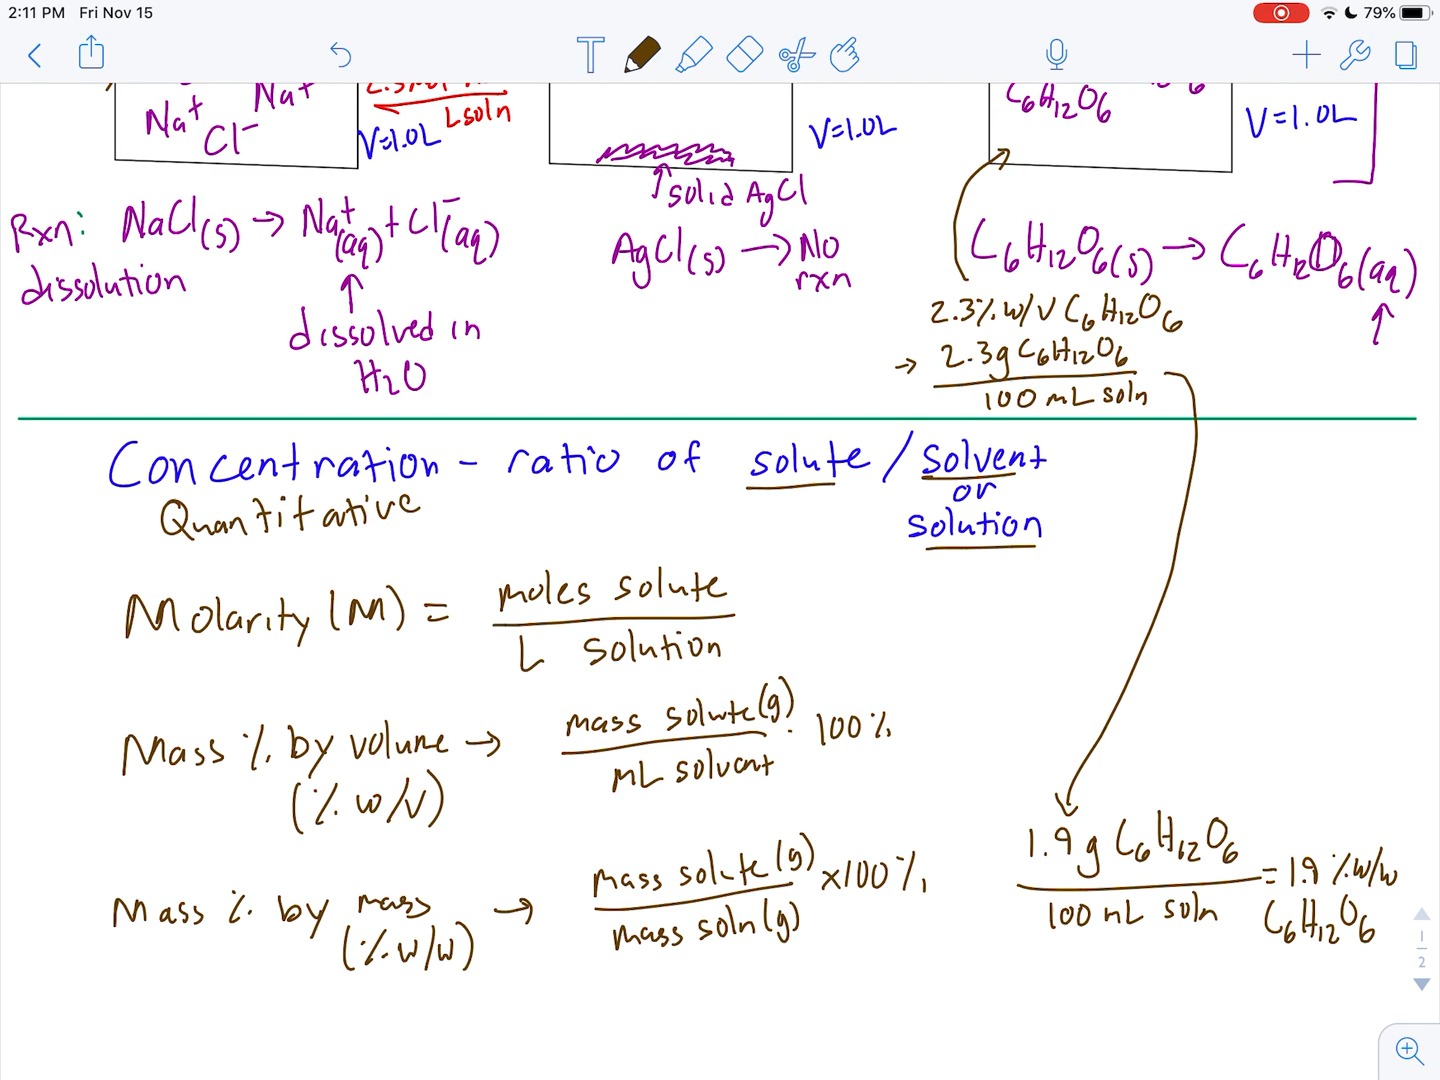 2:11 PM Fri Nov 15
79%
T
Na⁺ Na⁺
Cl⁻
L soln
V=1.0L
V=1.0L
C₆H₁₂O₆
V=1.0L
solid AgCl
Rxn: NaCl(s) → Na⁺(aq) + Cl⁻(aq)
dissolution
dissolved in
H₂O
AgCl(s) → No
rxn
C₆H₁₂O₆(s) → C₆H₁₂O₆(aq)
2.3% w/v C₆H₁₂O₆
→ 2.3g C₆H₁₂O₆
100 mL soln
Concentration - ratio of solute / solvent
or
solution
Quantitative
Molarity (M) = moles solute
L solution
Mass % by volume → mass solute(g) · 100%
mL solvent
(% w/v)
Mass % by mass → mass solute(g) x100%
mass soln(g)
(% w/w)
1.9 g C₆H₁₂O₆
100 mL soln
= 1.9 % w/w
C₆H₁₂O₆
1
2